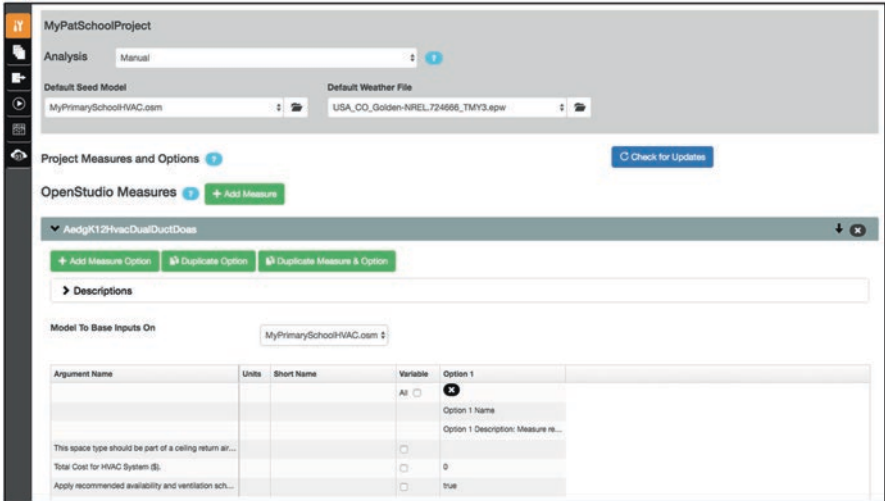 MyPatSchoolProject
Analysis Manual ?
Default Seed Model Default Weather File
MyPrimarySchoolHVAC.osm USA_CO_Golden-NREL.724666_TMY3.epw
Project Measures and Options ? Check for Updates
OpenStudio Measures ? + Add Measure
AedgK12HvacDualDuctDoas
+ Add Measure Option Duplicate Option Duplicate Measure & Option
Descriptions
Model To Base Inputs On MyPrimarySchoolHVAC.osm
Argument Name Units Short Name Variable Option 1
All
Option 1 Name
Option 1 Description: Measure re...
This space type should be part of a ceiling return air...
Total Cost for HVAC System ($). 0
Apply recommended availability and ventilation sch... true